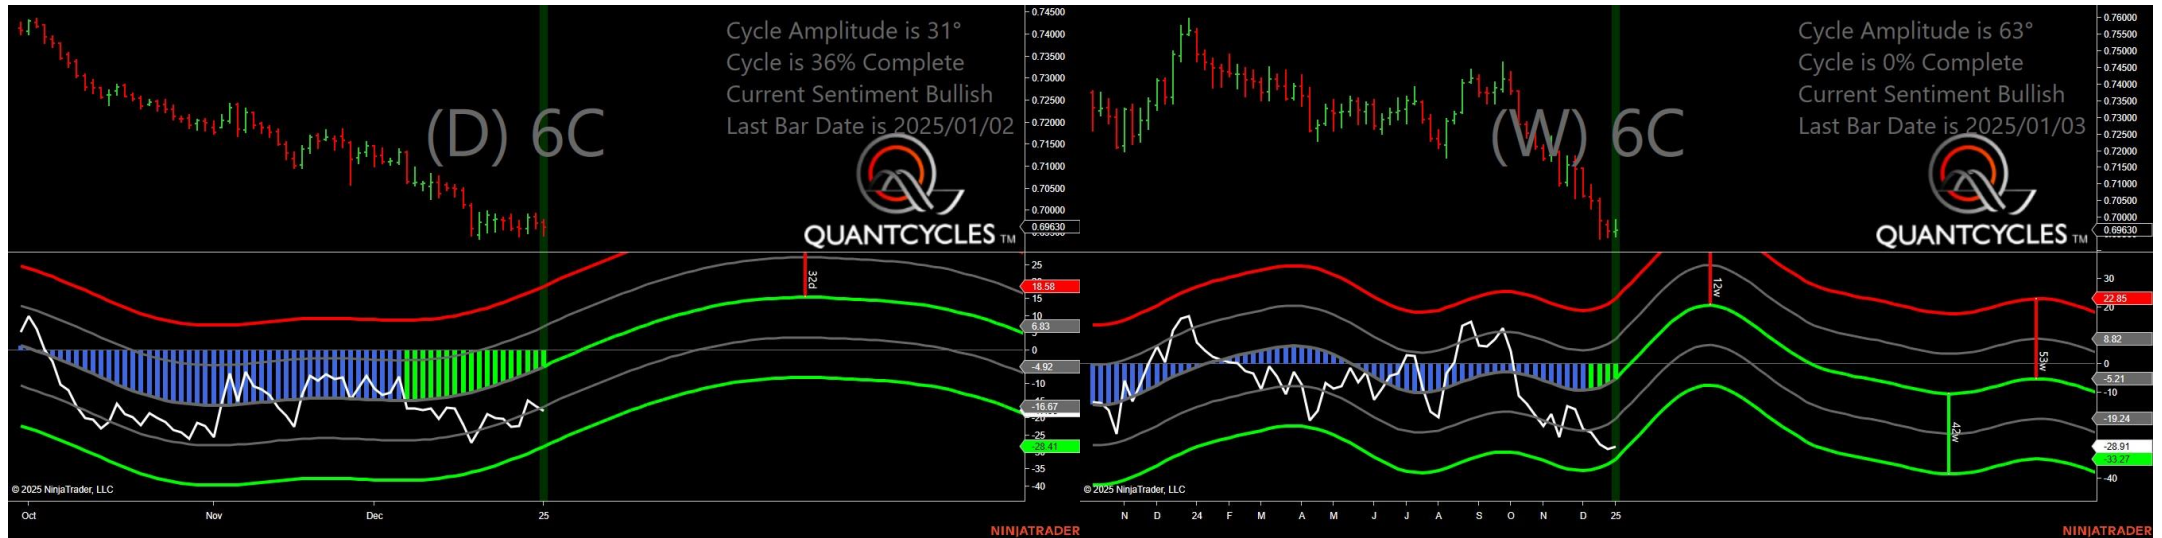 Cycle Amplitude is 31°
Cycle is 36% Complete
Current Sentiment Bullish
Last Bar Date is 2025/01/02
(D) 6C
QUANTCYCLES TM
0.74500
0.74000
0.73500
0.73000
0.72500
0.72000
0.71500
0.71000
0.70500
0.70000
0.69630
32d
25
18.58
15
10
6.83
0
-4.92
-10
-16.67
-20
-25
-28.41
-35
-40
© 2025 NinjaTrader, LLC
Oct
Nov
Dec
25
NINJATRADER
Cycle Amplitude is 63°
Cycle is 0% Complete
Current Sentiment Bullish
Last Bar Date is 2025/01/03
(W) 6C
QUANTCYCLES TM
0.76000
0.75500
0.75000
0.74500
0.74000
0.73500
0.73000
0.72500
0.72000
0.71500
0.71000
0.70500
0.70000
0.69630
12w
53w
42w
30
22.85
20
8.82
0
-5.21
-10
-19.24
-28.91
-33.27
-40
© 2025 NinjaTrader, LLC
N D 24 F M A M J J A S O N D 25
NINJATRADER